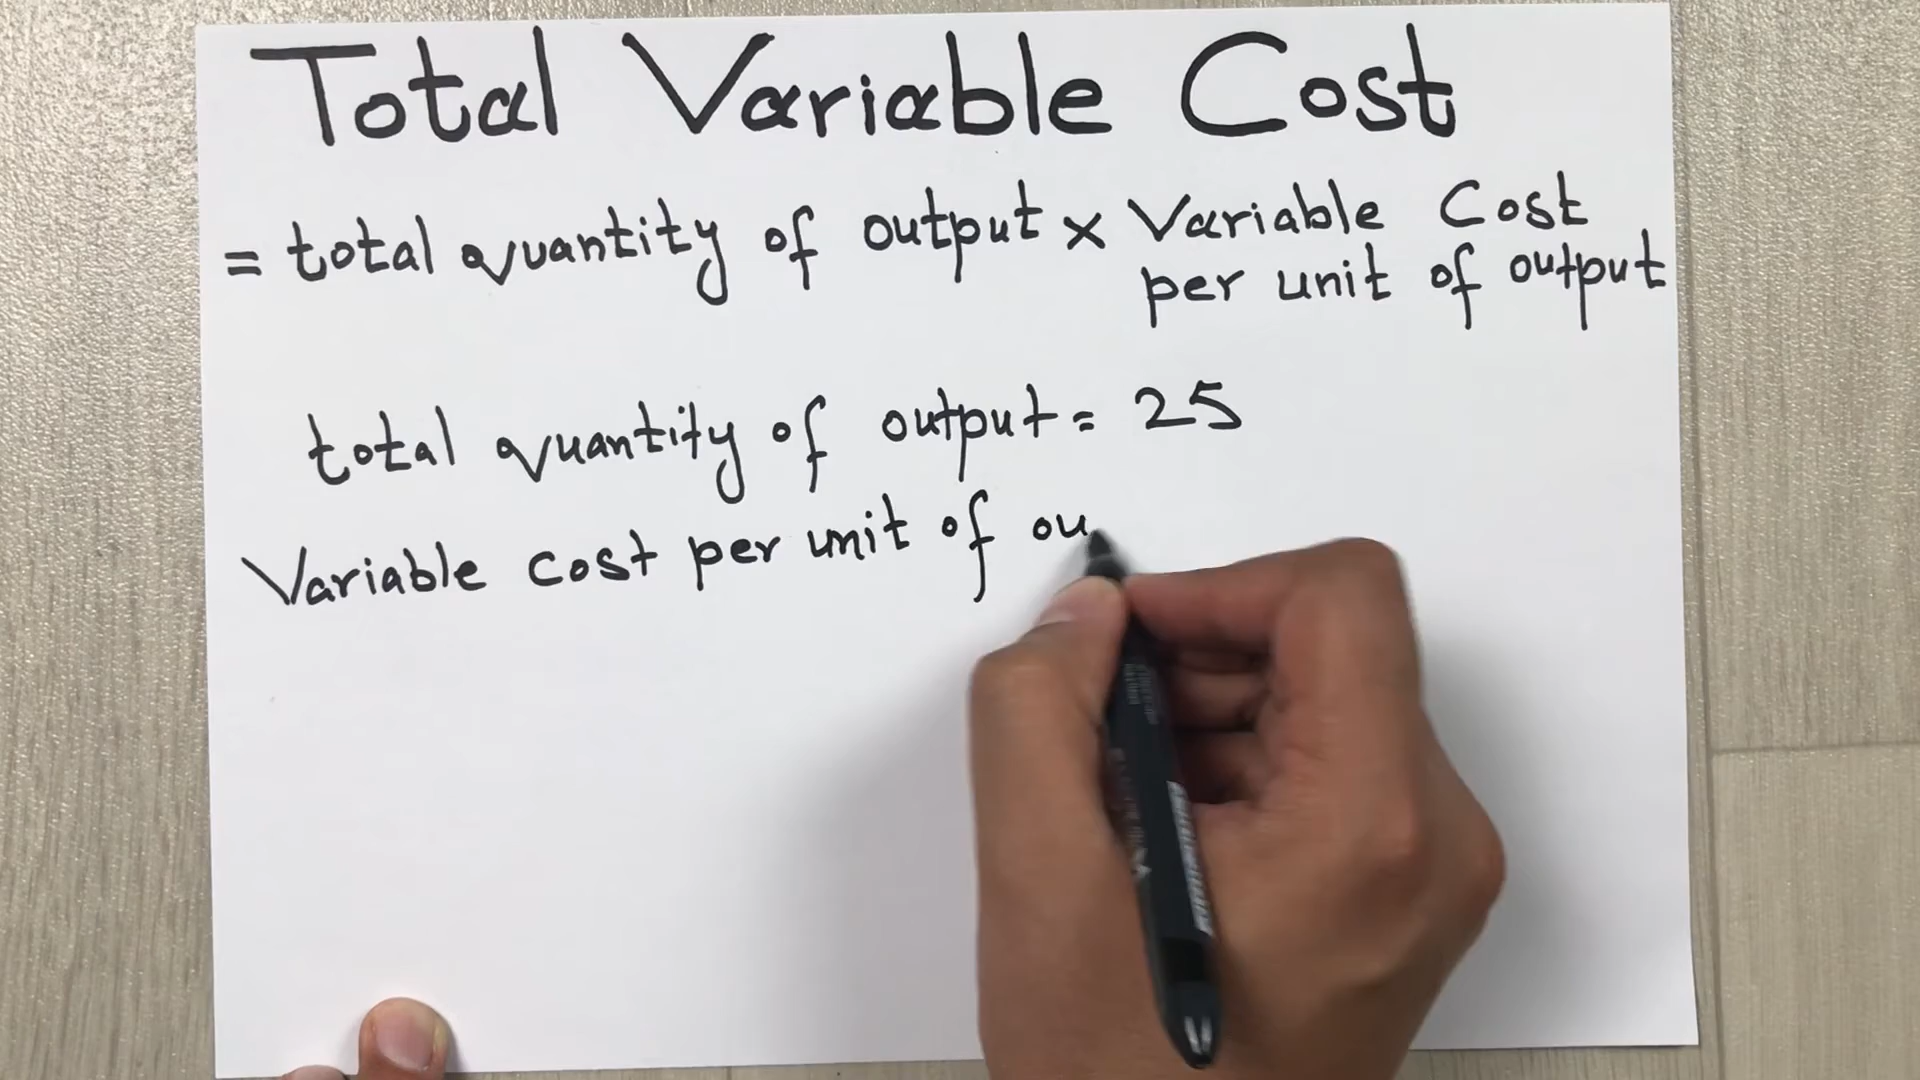 Total Variable Cost
= total quantity of output × Variable Cost
per unit of output
total quantity of output = 25
Variable cost per unit of ou